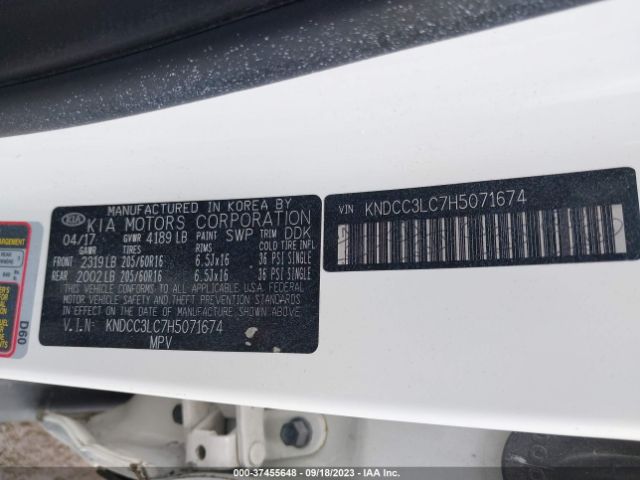 MANUFACTURED IN KOREA BY
KIA KIA MOTORS CORPORATION
04/17 GVWR 4189 LB PAINT SWP TRIM DDK
GAWR TIRES RIMS COLD TIRE INFL
FRONT 2319 LB 205/60R16 6.5Jx16 36 PSI SINGLE
REAR 2002 LB 205/60R16 6.5Jx16 36 PSI SINGLE
THIS VEHICLE CONFORMS TO ALL APPLICABLE U.S.A. FEDERAL
MOTOR VEHICLE SAFETY AND THEFT PREVENTION STANDARDS
IN EFFECT ON THE DATE OF MANUFACTURE SHOWN ABOVE.
V.I.N: KNDCC3LC7H5071674
MPV
VIN KNDCC3LC7H5071674
D60
000-37455648 - 09/18/2023 - IAA Inc.